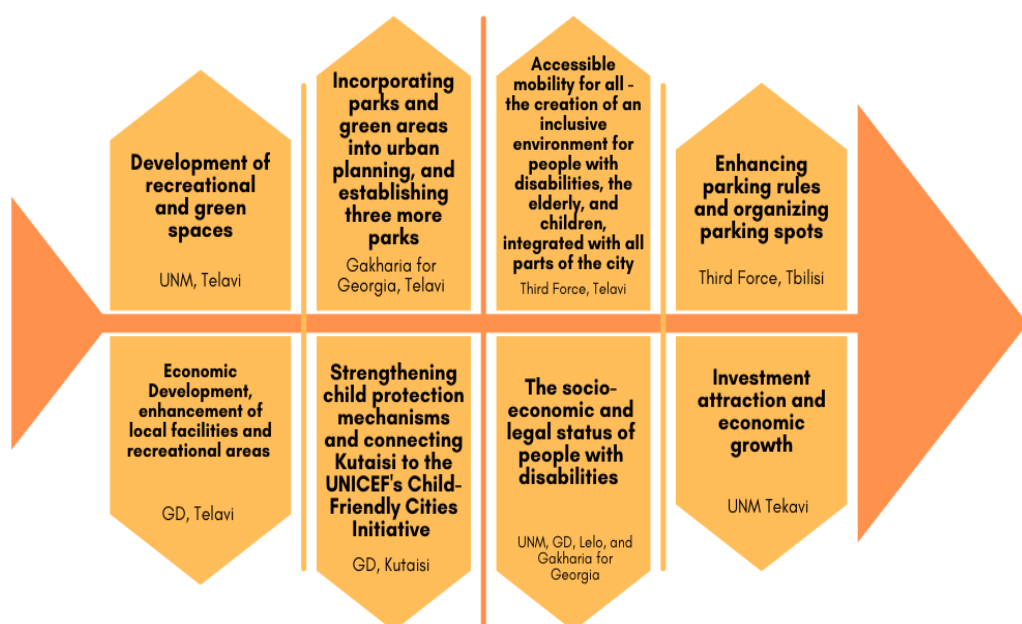 Development of
recreational
and green
spaces
UNM, Telavi
Incorporating
parks and
green areas
into urban
planning, and
establishing
three more
parks
Gakharia for
Georgia, Telavi
Accessible
mobility for all -
the creation of an
inclusive
environment for
people with
disabilities, the
elderly, and
children,
integrated with all
parts of the city
Third Force, Telavi
Enhancing
parking rules
and organizing
parking spots
Third Force, Tbilisi
Economic
Development,
enhancement of
local facilities and
recreational areas
GD, Telavi
Strengthening
child protection
mechanisms
and connecting
Kutaisi to the
UNICEF's Child-
Friendly Cities
Initiative
GD, Kutaisi
The socio-
economic and
legal status of
people with
disabilities
UNM, GD, Lelo, and
Gakharia for
Georgia
Investment
attraction and
economic
growth
UNM Tekavi